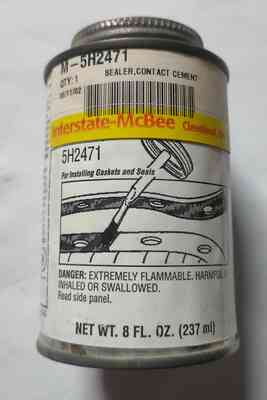 M-5H2471
QTY: 1
SEALER, CONTACT CEMENT
Interstate-McBee
5H2471
For Installing Gaskets and Seals
DANGER: EXTREMELY FLAMMABLE. HARMFUL
INHALED OR SWALLOWED.
Read side panel.
NET WT. 8 FL. OZ. (237 ml)